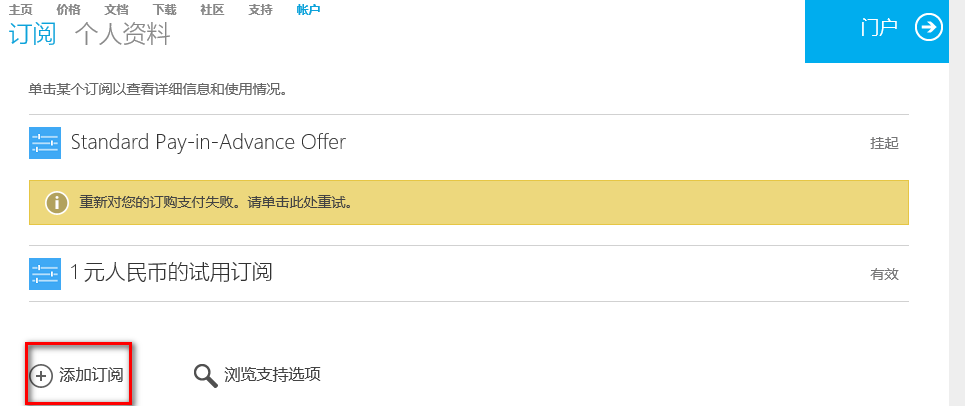 主页 价格 文档 下载 社区 支持 帐户
订阅 个人资料
门户
单击某个订阅以查看详细信息和使用情况。
Standard Pay-in-Advance Offer 挂起
重新对您的订购支付失败。请单击此处重试。
1 元人民币的试用订阅 有效
添加订阅 浏览支持选项